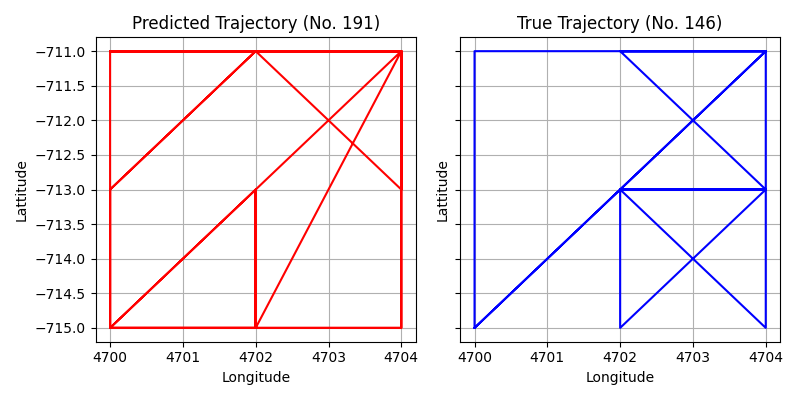 Predicted Trajectory (No. 191)
True Trajectory (No. 146)
−711.0
−711.5
−712.0
−712.5
−713.0
−713.5
−714.0
−714.5
−715.0
Lattitude
Lattitude
4700 4701 4702 4703 4704
4700 4701 4702 4703 4704
Longitude
Longitude